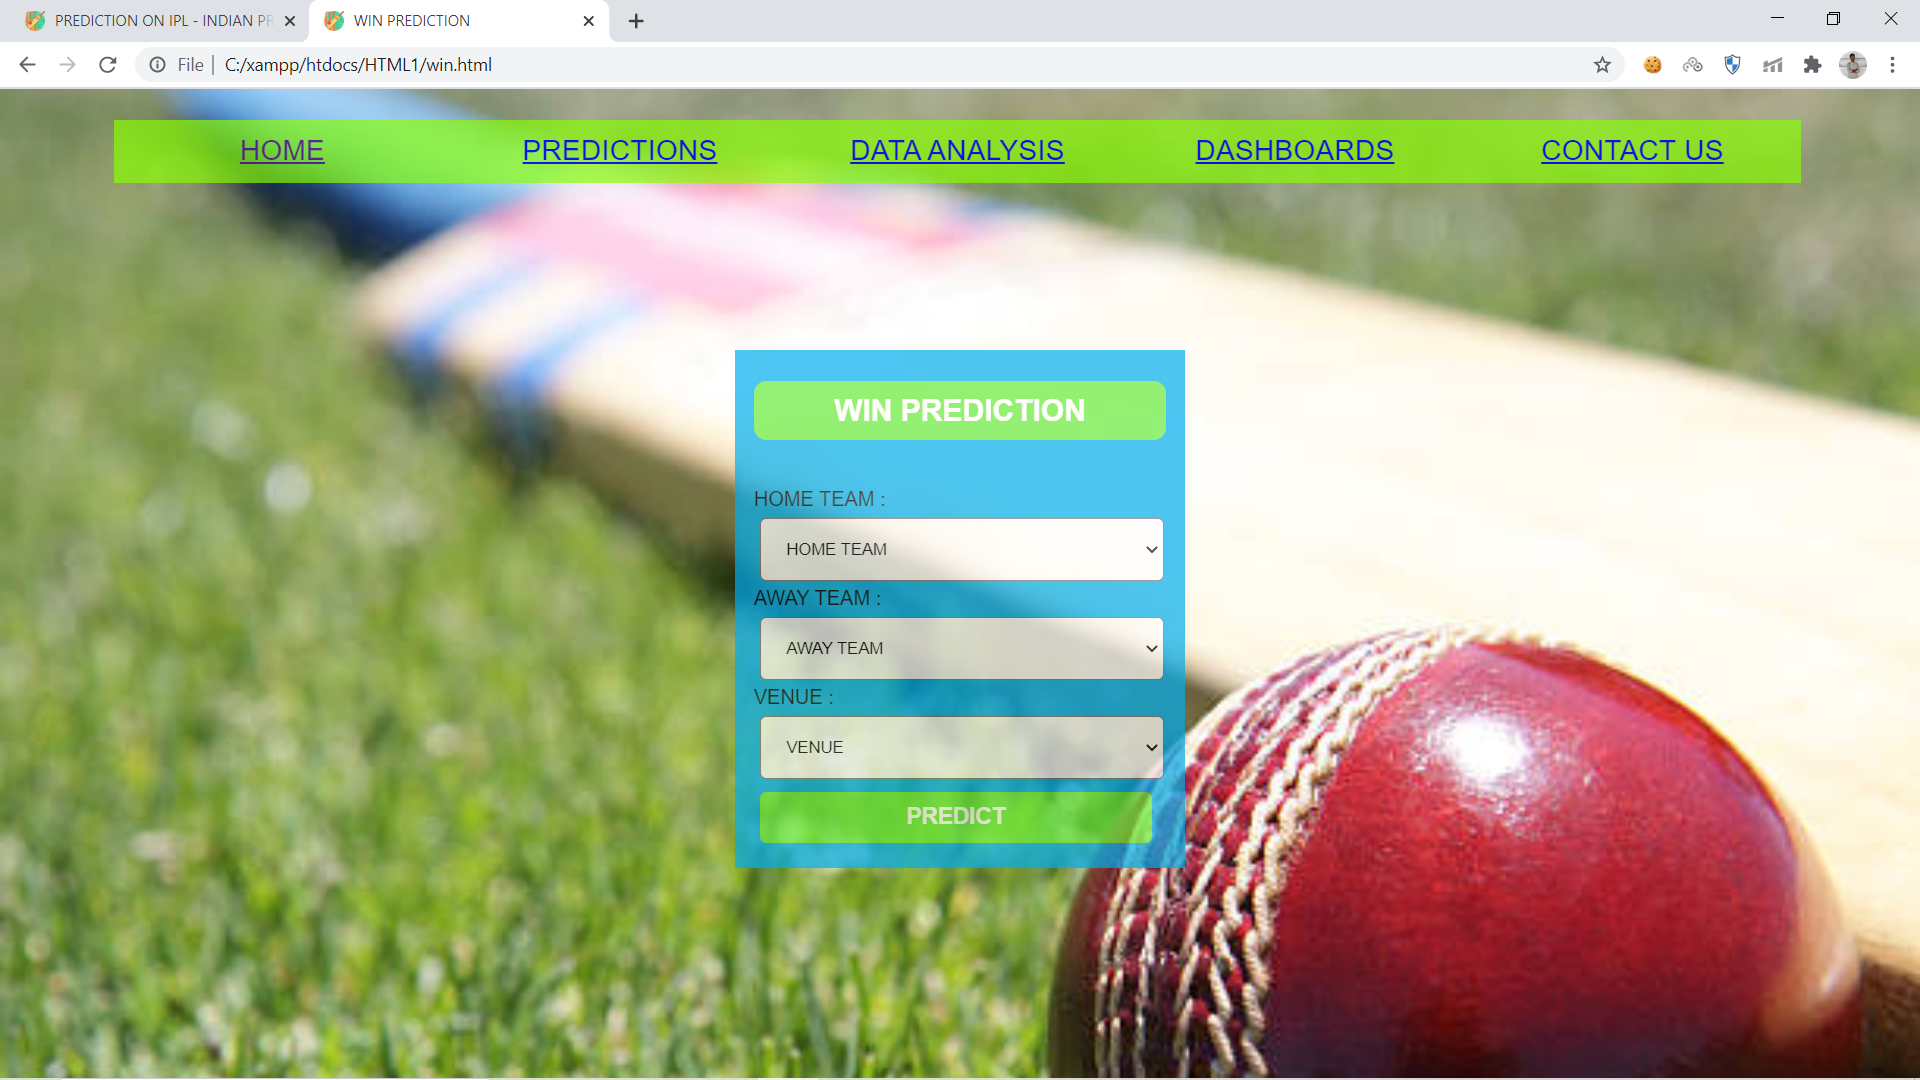 PREDICTION ON IPL - INDIAN PR
WIN PREDICTION
File | C:/xampp/htdocs/HTML1/win.html
HOME PREDICTIONS DATA ANALYSIS DASHBOARDS CONTACT US
WIN PREDICTION
HOME TEAM :
HOME TEAM
AWAY TEAM :
AWAY TEAM
VENUE :
VENUE
PREDICT